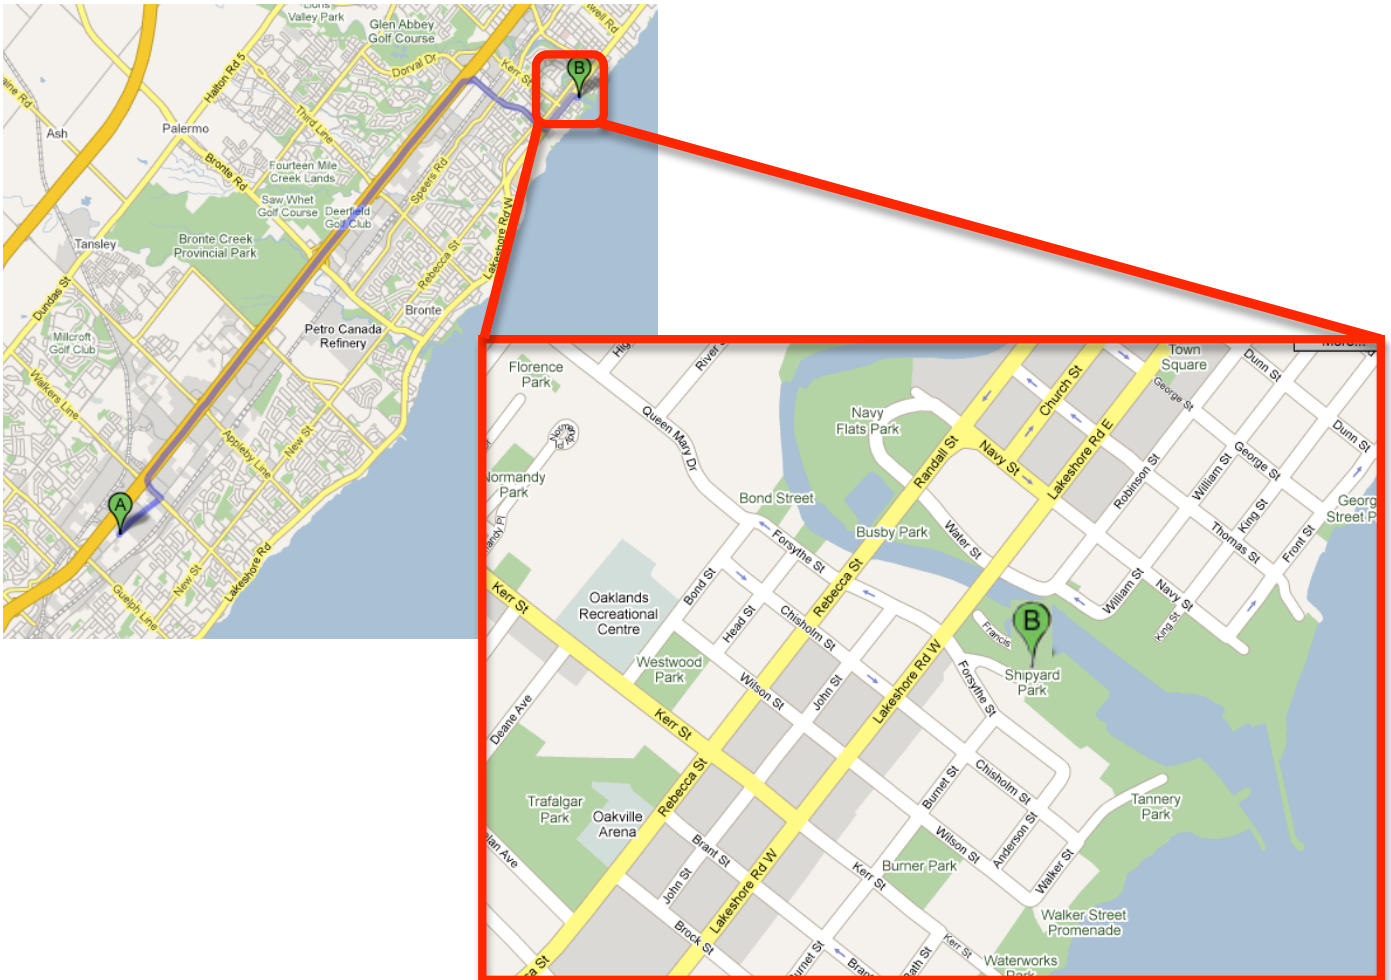 Lions
Valley Park
Glen Abbey
Golf Course
Dorval Dr
Kerr St
B
Halton Rd 5
Third Line
Ash
Palermo
Bronte Rd
Fourteen Mile
Creek Lands
Saw Whet
Golf Course
Deerfield
Golf Club
Speers Rd
Bronte Creek
Provincial Park
Tansley
Rebecca St
Lakeshore Rd W
Dundas St
Bronte
Petro Canada
Refinery
Millcroft
Golf Club
Walkers Line
Appleby Line
New St
A
New St
Lakeshore Rd
Guelph Line
Town
Square
Dunn St
Florence
Park
River
Church St
George St
Queen Mary Dr
Navy
Flats Park
Randall St
Navy St
Lakeshore Rd E
Dunn St
George St
Robinson St
William St
Normandy
Park
Bond Street
King St
Georg
Street P
Busby Park
Water St
Thomas St
Front St
Forsythe St
Rebecca St
Bond St
Kerr St
Oaklands
Recreational
Centre
Head St
Chisholm St
William St
Navy St
King St
B
Francis
Westwood
Park
Lakeshore Rd W
Shipyard
Park
Forsythe St
Wilson St
John St
Deane Ave
Kerr St
Rebecca St
Burnet St
Chisholm St
Trafalgar
Park
Oakville
Arena
Tannery
Park
Wilson St
Anderson St
Brant St
Burner Park
Walker St
Kerr St
John St
Lakeshore Rd W
Walker Street
Promenade
Brock St
Kerr St
Waterworks
Park